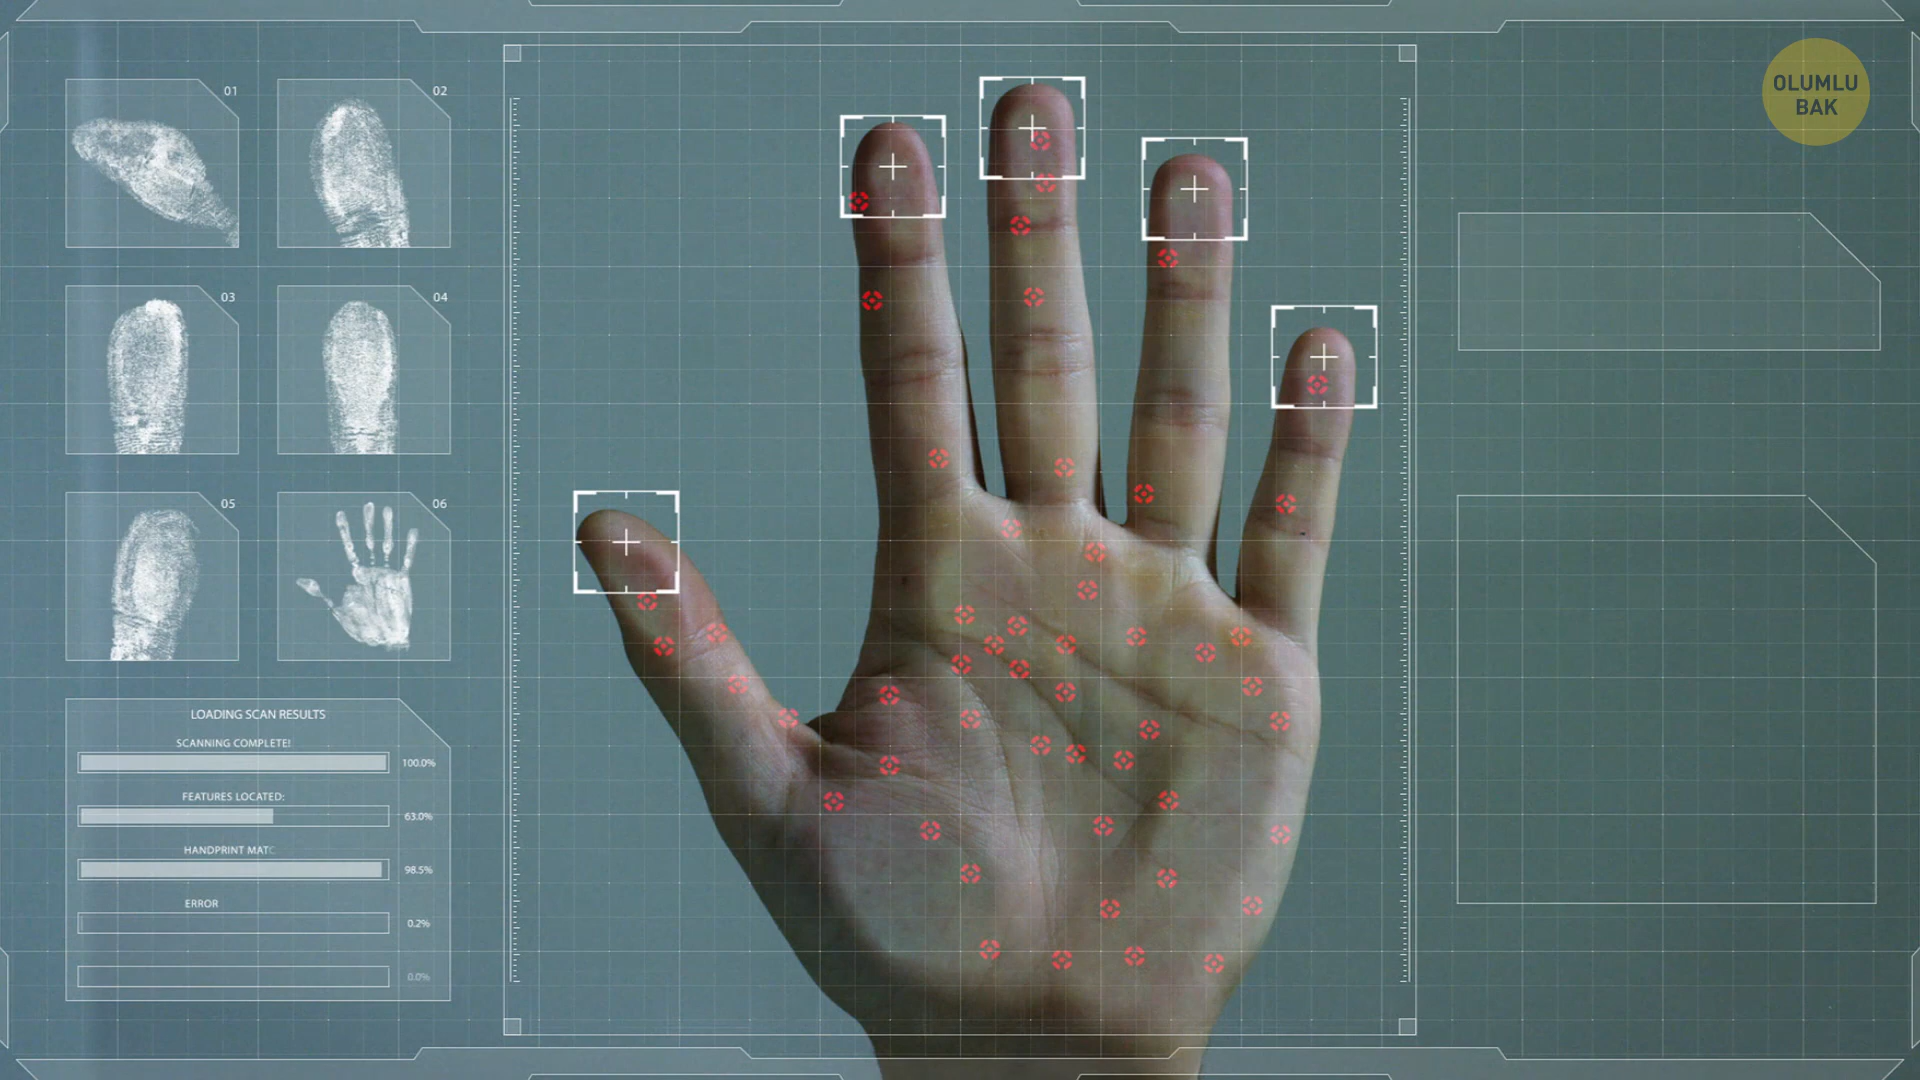 01
02
03
04
05
06
OLUMLU
BAK
LOADING SCAN RESULTS
SCANNING COMPLETE!
100.0%
FEATURES LOCATED:
63.0%
HANDPRINT MATC
98.5%
ERROR
0.2%
0.0%